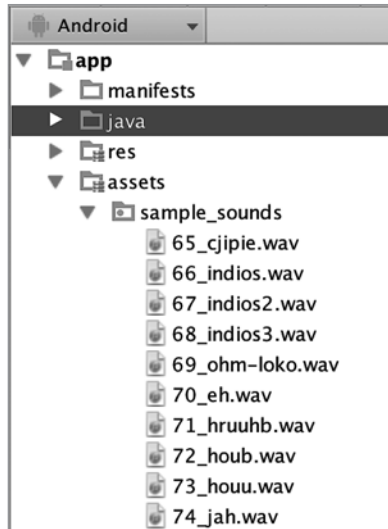 Android
app
manifests
java
res
assets
sample_sounds
65_cjipie.wav
66_indios.wav
67_indios2.wav
68_indios3.wav
69_ohm-loko.wav
70_eh.wav
71_hruuhb.wav
72_houb.wav
73_houu.wav
74_jah.wav